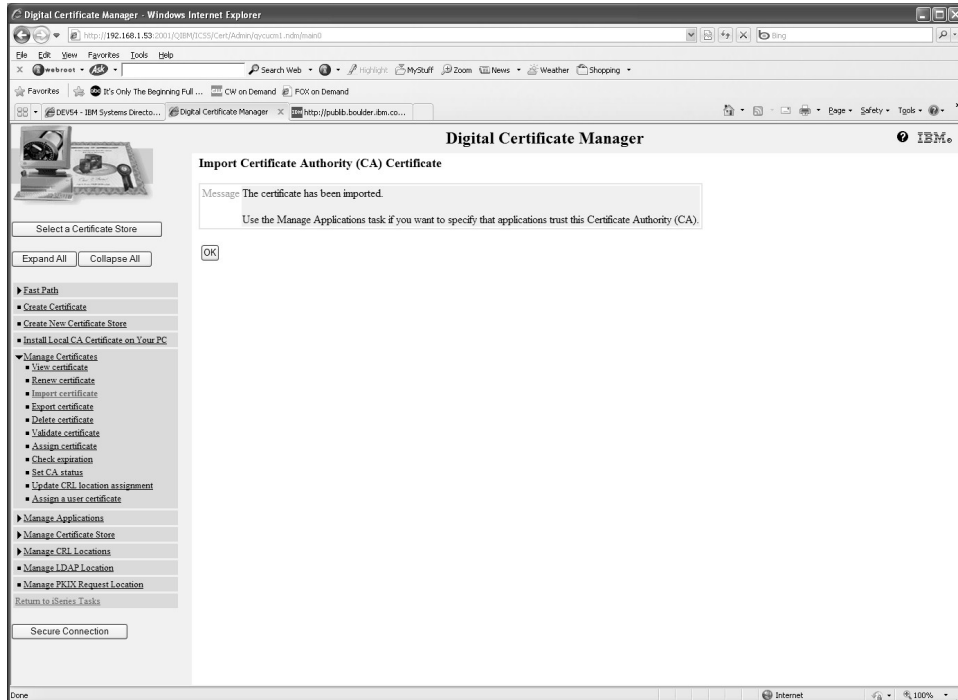 Digital Certificate Manager - Windows Internet Explorer
http://192.168.1.53:2001/QIBM/ICSS/Cert/Admin/qycucm1.ndm/main0
Bing
File Edit View Favorites Tools Help
webroot Search Web Highlight MyStuff Zoom News Weather Shopping
Favorites It's Only The Beginning Full ... CW on Demand FOX on Demand
DEV54 - IBM Systems Directo... Digital Certificate Manager http://publib.boulder.ibm.co... Page Safety Tools
Digital Certificate Manager
IBM
Import Certificate Authority (CA) Certificate
Message The certificate has been imported.
Use the Manage Applications task if you want to specify that applications trust this Certificate Authority (CA).
OK
Select a Certificate Store
Expand All Collapse All
Fast Path
Create Certificate
Create New Certificate Store
Install Local CA Certificate on Your PC
Manage Certificates
View certificate
Renew certificate
Import certificate
Export certificate
Delete certificate
Validate certificate
Assign certificate
Check expiration
Set CA status
Update CRL location assignment
Assign a user certificate
Manage Applications
Manage Certificate Store
Manage CRL Locations
Manage LDAP Location
Manage PKIX Request Location
Return to iSeries Tasks
Secure Connection
Done
Internet
100%